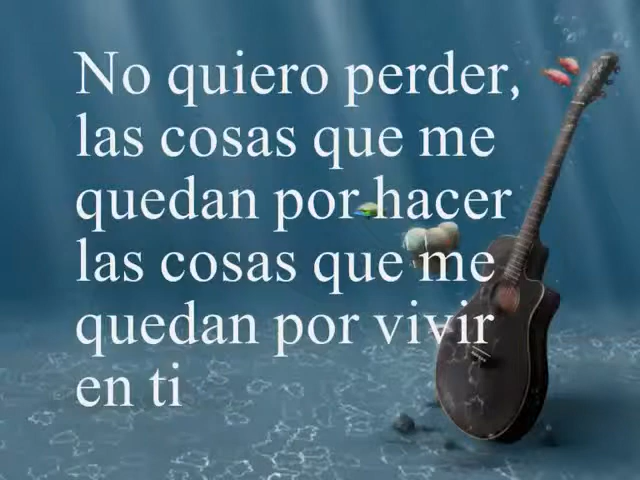 No quiero perder,
las cosas que me
quedan por hacer
las cosas que me
quedan por vivir
en ti